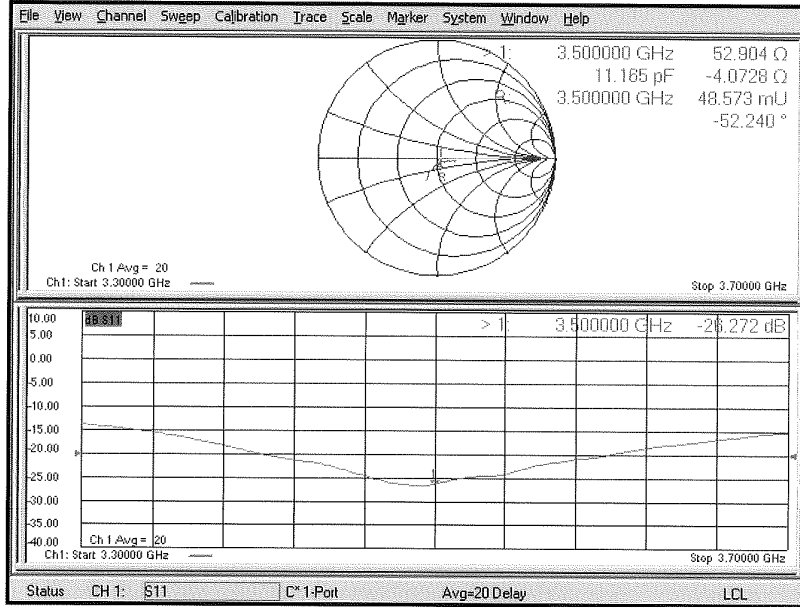 File View Channel Sweep Calibration Trace Scale Marker System Window Help
> 1: 3.500000 GHz 52.904 Ω
11.165 pF -4.0728 Ω
3.500000 GHz 48.573 mU
-52.240 °
Ch 1 Avg = 20
Ch1: Start 3.30000 GHz
Stop 3.70000 GHz
10.00
dB S11
> 1: 3.500000 GHz -26.272 dB
5.00
0.00
-5.00
-10.00
-15.00
-20.00
-25.00
-30.00
-35.00
-40.00
Ch 1 Avg = 20
Ch1: Start 3.30000 GHz
Stop 3.70000 GHz
Status CH 1: S11 C* 1-Port Avg=20 Delay LCL